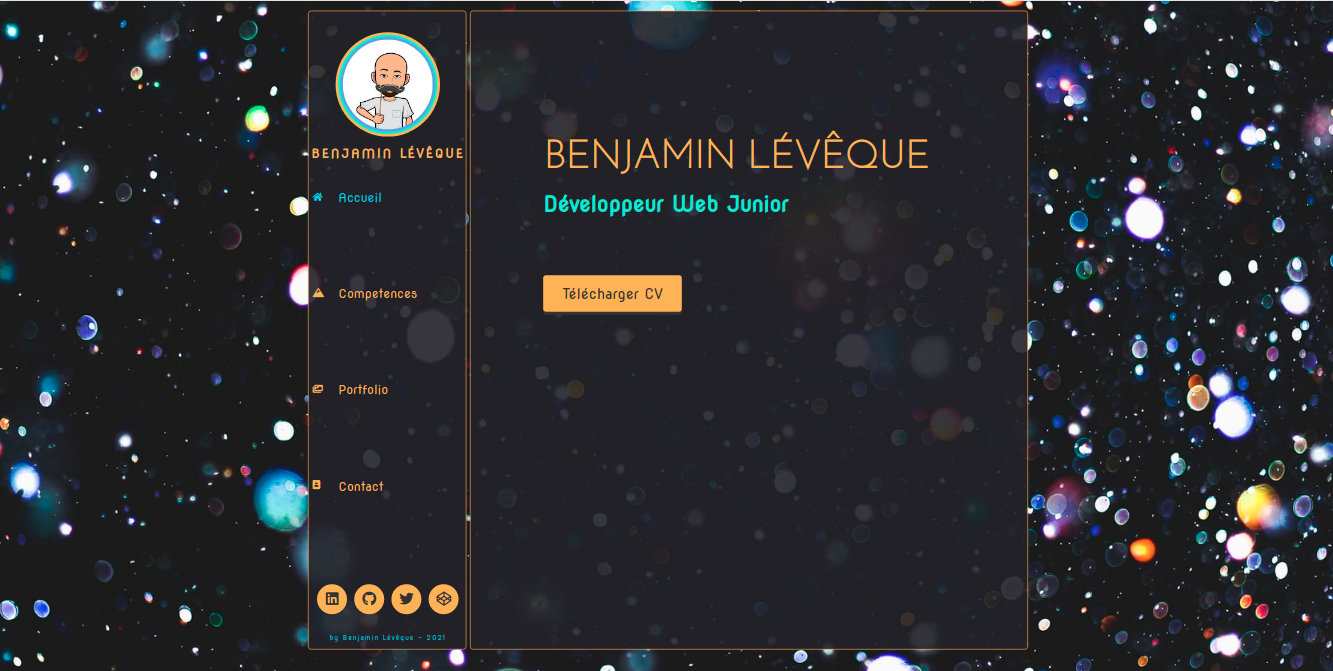 BENJAMIN LÉVÊQUE
Accueil
Competences
Portfolio
Contact
by Benjamin Lévêque - 2021
BENJAMIN LÉVÊQUE
Développeur Web Junior
Télécharger CV